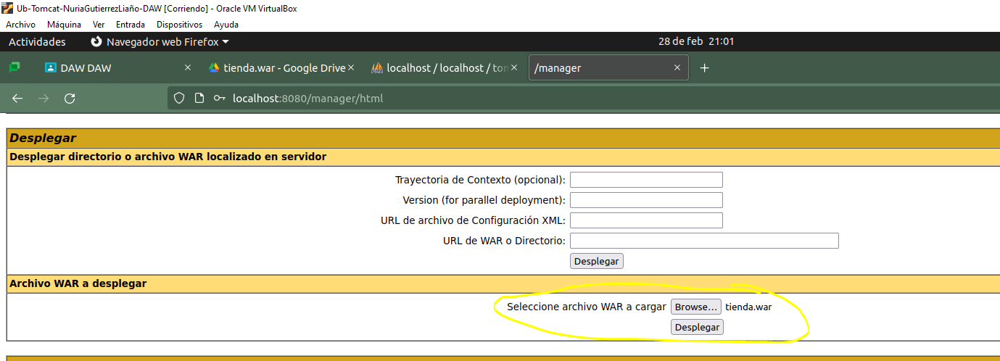 Ub-Tomcat-NuriaGutierrezLiaño-DAW [Corriendo] - Oracle VM VirtualBox
Archivo Máquina Ver Entrada Dispositivos Ayuda
Actividades Navegador web Firefox 28 de feb 21:01
DAW DAW tienda.war - Google Drive localhost / localhost / tom /manager
localhost:8080/manager/html
Desplegar
Desplegar directorio o archivo WAR localizado en servidor
Trayectoria de Contexto (opcional):
Version (for parallel deployment):
URL de archivo de Configuración XML:
URL de WAR o Directorio:
Desplegar
Archivo WAR a desplegar
Seleccione archivo WAR a cargar Browse... tienda.war
Desplegar